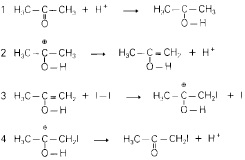 1 H₃C–C–CH₃ + H⁺ → H₃C–C–CH₃
O O–H
⊕
2 H₃C–C–CH₃ → H₃C–C=CH₂ + H⁺
O–H O–H
⊕
3 H₃C–C=CH₂ + I–I → H₃C–C–CH₂I + I
O–H O–H
⊕
4 H₃C–C–CH₂I → H₃C–C–CH₂I + H⁺
O–H O